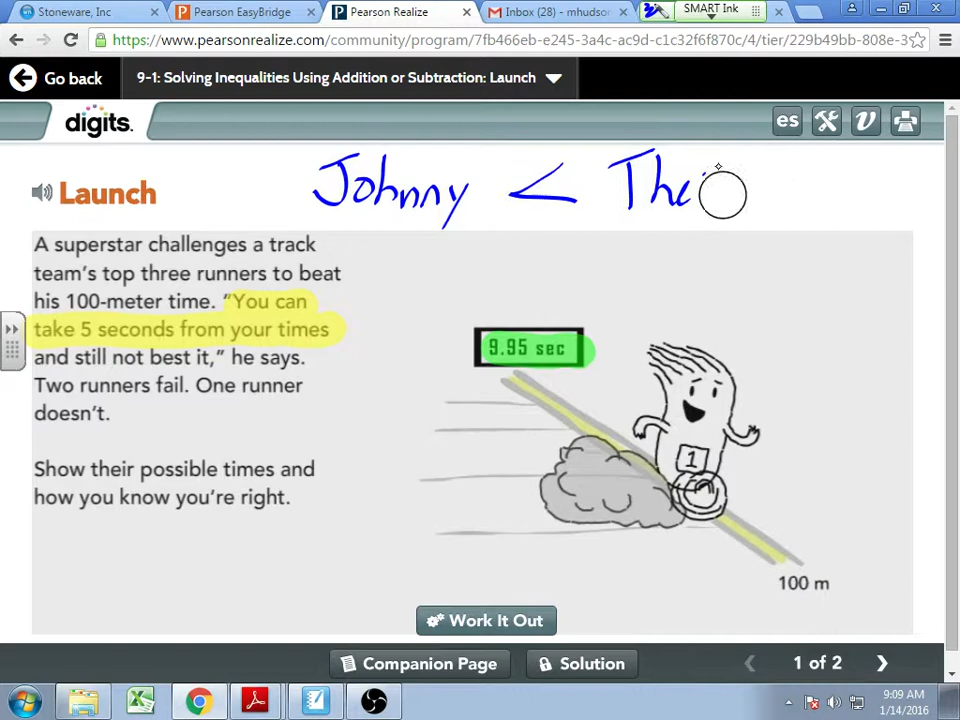 Stoneware, Inc
Pearson EasyBridge
Pearson Realize
Inbox (28) - mhudson
SMART Ink
https://www.pearsonrealize.com/community/program/7fb466eb-e245-3a4c-ac9d-c1c32f6f870c/4/tier/229b49bb-808e-3
Go back
9-1: Solving Inequalities Using Addition or Subtraction: Launch
digits.
es
Launch
Johnny < The
A superstar challenges a track
team's top three runners to beat
his 100-meter time. "You can
take 5 seconds from your times
and still not best it," he says.
Two runners fail. One runner
doesn't.
Show their possible times and
how you know you're right.
9.95 sec
1
100 m
Work It Out
Companion Page
Solution
1 of 2
9:09 AM
1/14/2016